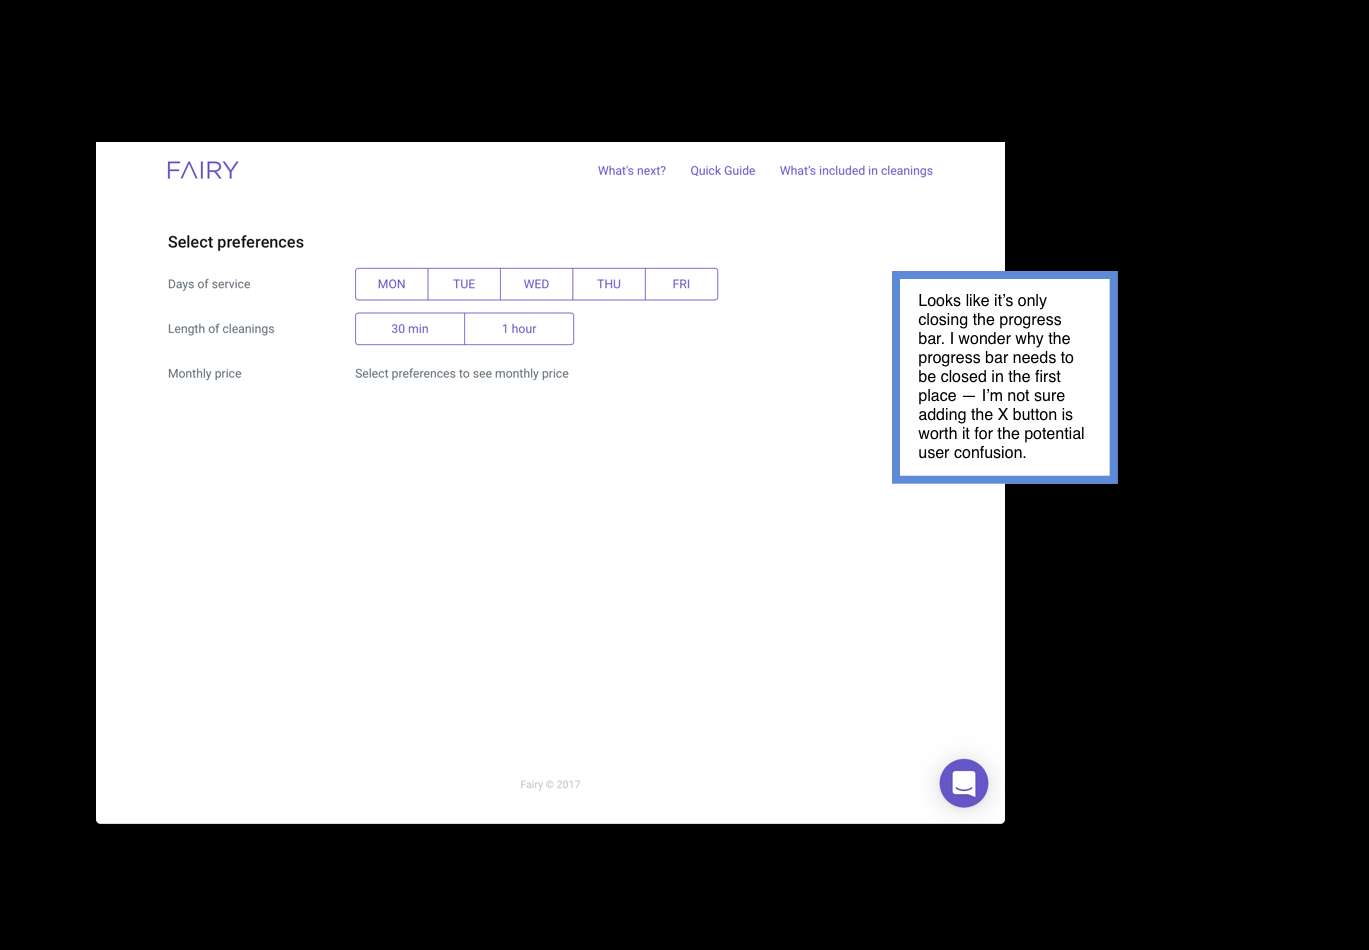 FAIRY
What's next? Quick Guide What's included in cleanings
Select preferences
Days of service MON TUE WED THU FRI
Length of cleanings 30 min 1 hour
Monthly price Select preferences to see monthly price
Looks like it’s only
closing the progress
bar. I wonder why the
progress bar needs to
be closed in the first
place — I’m not sure
adding the X button is
worth it for the potential
user confusion.
Fairy © 2017